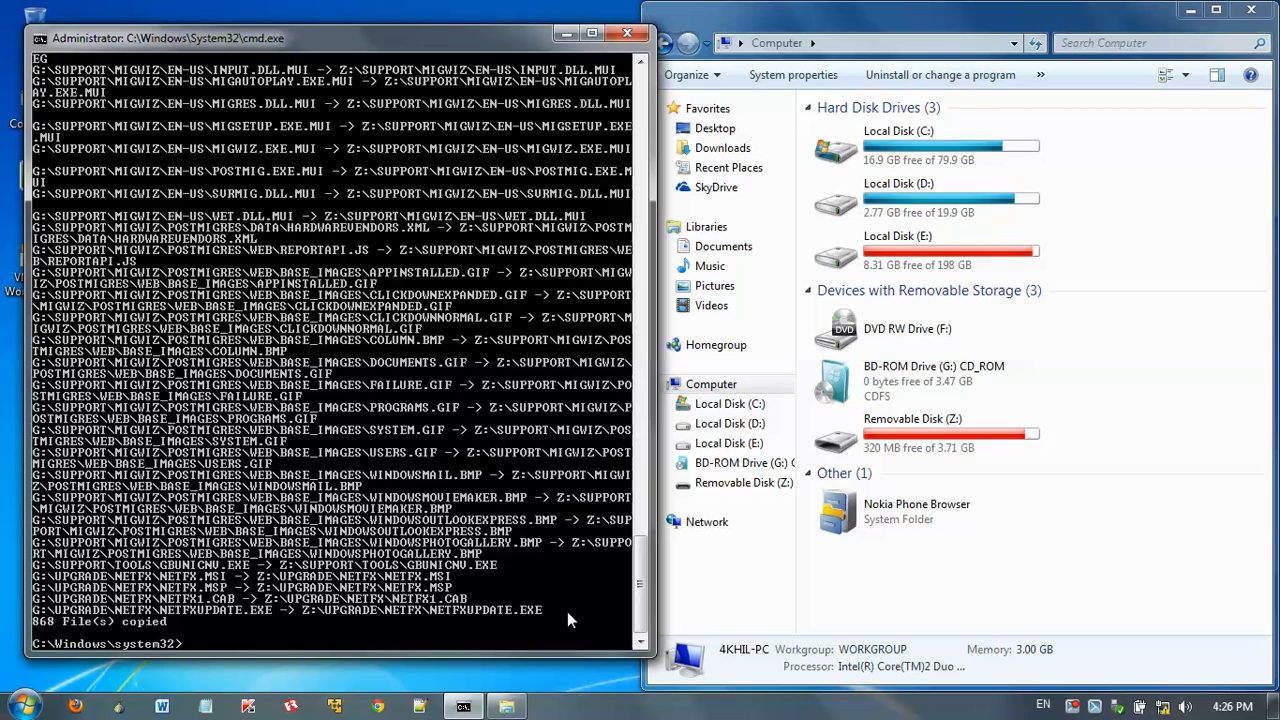 Administrator: C:\Windows\System32\cmd.exe
EG
G:\SUPPORT\MIGWIZ\EN-US\INPUT.DLL.MUI -> Z:\SUPPORT\MIGWIZ\EN-US\INPUT.DLL.MUI
G:\SUPPORT\MIGWIZ\EN-US\MIGAUTOPLAY.EXE.MUI -> Z:\SUPPORT\MIGWIZ\EN-US\MIGAUTOPL
AY.EXE.MUI
G:\SUPPORT\MIGWIZ\EN-US\MIGRES.DLL.MUI -> Z:\SUPPORT\MIGWIZ\EN-US\MIGRES.DLL.MUI
G:\SUPPORT\MIGWIZ\EN-US\MIGSETUP.EXE.MUI -> Z:\SUPPORT\MIGWIZ\EN-US\MIGSETUP.EXE
.MUI
G:\SUPPORT\MIGWIZ\EN-US\MIGWIZ.EXE.MUI -> Z:\SUPPORT\MIGWIZ\EN-US\MIGWIZ.EXE.MUI
G:\SUPPORT\MIGWIZ\EN-US\POSTMIG.EXE.MUI -> Z:\SUPPORT\MIGWIZ\EN-US\POSTMIG.EXE.M
UI
G:\SUPPORT\MIGWIZ\EN-US\SURMIG.DLL.MUI -> Z:\SUPPORT\MIGWIZ\EN-US\SURMIG.DLL.MUI
G:\SUPPORT\MIGWIZ\EN-US\WET.DLL.MUI -> Z:\SUPPORT\MIGWIZ\EN-US\WET.DLL.MUI
G:\SUPPORT\MIGWIZ\POSTMIGRES\DATA\HARDWAREVENDORS.XML -> Z:\SUPPORT\MIGWIZ\POSTM
IGRES\DATA\HARDWAREVENDORS.XML
G:\SUPPORT\MIGWIZ\POSTMIGRES\WEB\REPORTAPI.JS -> Z:\SUPPORT\MIGWIZ\POSTMIGRES\WE
B\REPORTAPI.JS
G:\SUPPORT\MIGWIZ\POSTMIGRES\WEB\BASE_IMAGES\APPINSTALLED.GIF -> Z:\SUPPORT\MIGW
IZ\POSTMIGRES\WEB\BASE_IMAGES\APPINSTALLED.GIF
G:\SUPPORT\MIGWIZ\POSTMIGRES\WEB\BASE_IMAGES\CLICKDOWNEXPANDED.GIF -> Z:\SUPPORT
\MIGWIZ\POSTMIGRES\WEB\BASE_IMAGES\CLICKDOWNEXPANDED.GIF
G:\SUPPORT\MIGWIZ\POSTMIGRES\WEB\BASE_IMAGES\CLICKDOWNNORMAL.GIF -> Z:\SUPPORT\M
IGWIZ\POSTMIGRES\WEB\BASE_IMAGES\CLICKDOWNNORMAL.GIF
G:\SUPPORT\MIGWIZ\POSTMIGRES\WEB\BASE_IMAGES\COLUMN.BMP -> Z:\SUPPORT\MIGWIZ\POS
TMIGRES\WEB\BASE_IMAGES\COLUMN.BMP
G:\SUPPORT\MIGWIZ\POSTMIGRES\WEB\BASE_IMAGES\DOCUMENTS.GIF -> Z:\SUPPORT\MIGWIZ\
POSTMIGRES\WEB\BASE_IMAGES\DOCUMENTS.GIF
G:\SUPPORT\MIGWIZ\POSTMIGRES\WEB\BASE_IMAGES\FAILURE.GIF -> Z:\SUPPORT\MIGWIZ\PO
STMIGRES\WEB\BASE_IMAGES\FAILURE.GIF
G:\SUPPORT\MIGWIZ\POSTMIGRES\WEB\BASE_IMAGES\PROGRAMS.GIF -> Z:\SUPPORT\MIGWIZ\P
OSTMIGRES\WEB\BASE_IMAGES\PROGRAMS.GIF
G:\SUPPORT\MIGWIZ\POSTMIGRES\WEB\BASE_IMAGES\SYSTEM.GIF -> Z:\SUPPORT\MIGWIZ\POS
TMIGRES\WEB\BASE_IMAGES\SYSTEM.GIF
G:\SUPPORT\MIGWIZ\POSTMIGRES\WEB\BASE_IMAGES\USERS.GIF -> Z:\SUPPORT\MIGWIZ\POST
MIGRES\WEB\BASE_IMAGES\USERS.GIF
G:\SUPPORT\MIGWIZ\POSTMIGRES\WEB\BASE_IMAGES\WINDOWSMAIL.BMP -> Z:\SUPPORT\MIGWI
Z\POSTMIGRES\WEB\BASE_IMAGES\WINDOWSMAIL.BMP
G:\SUPPORT\MIGWIZ\POSTMIGRES\WEB\BASE_IMAGES\WINDOWSMOVIEMAKER.BMP -> Z:\SUPPORT
\MIGWIZ\POSTMIGRES\WEB\BASE_IMAGES\WINDOWSMOVIEMAKER.BMP
G:\SUPPORT\MIGWIZ\POSTMIGRES\WEB\BASE_IMAGES\WINDOWSOUTLOOKEXPRESS.BMP -> Z:\SUP
PORT\MIGWIZ\POSTMIGRES\WEB\BASE_IMAGES\WINDOWSOUTLOOKEXPRESS.BMP
G:\SUPPORT\MIGWIZ\POSTMIGRES\WEB\BASE_IMAGES\WINDOWSPHOTOGALLERY.BMP -> Z:\SUPPO
RT\MIGWIZ\POSTMIGRES\WEB\BASE_IMAGES\WINDOWSPHOTOGALLERY.BMP
G:\SUPPORT\TOOLS\GBUNICNV.EXE -> Z:\SUPPORT\TOOLS\GBUNICNV.EXE
G:\UPGRADE\NETFX\NETFX.MSI -> Z:\UPGRADE\NETFX\NETFX.MSI
G:\UPGRADE\NETFX\NETFX.MSP -> Z:\UPGRADE\NETFX\NETFX.MSP
G:\UPGRADE\NETFX\NETFX1.CAB -> Z:\UPGRADE\NETFX\NETFX1.CAB
G:\UPGRADE\NETFX\NETFXUPDATE.EXE -> Z:\UPGRADE\NETFX\NETFXUPDATE.EXE
868 File(s) copied
C:\Windows\system32>
Computer
Search Computer
Organize
System properties
Uninstall or change a program
»
Favorites
Desktop
Downloads
Recent Places
SkyDrive
Libraries
Documents
Music
Pictures
Videos
Homegroup
Computer
Local Disk (C:)
Local Disk (D:)
Local Disk (E:)
BD-ROM Drive (G:) C
Removable Disk (Z:)
Network
Hard Disk Drives (3)
Local Disk (C:)
16.9 GB free of 79.9 GB
Local Disk (D:)
2.77 GB free of 19.9 GB
Local Disk (E:)
8.31 GB free of 198 GB
Devices with Removable Storage (3)
DVD
DVD RW Drive (F:)
BD-ROM Drive (G:) CD_ROM
0 bytes free of 3.47 GB
CDFS
Removable Disk (Z:)
320 MB free of 3.71 GB
Other (1)
Nokia Phone Browser
System Folder
4KHIL-PC
Workgroup: WORKGROUP
Memory: 3.00 GB
Processor: Intel(R) Core(TM)2 Duo ...
EN
4:26 PM